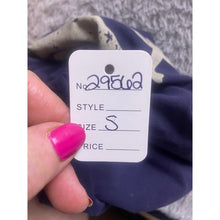 No 29562
STYLE
SIZE S
PRICE